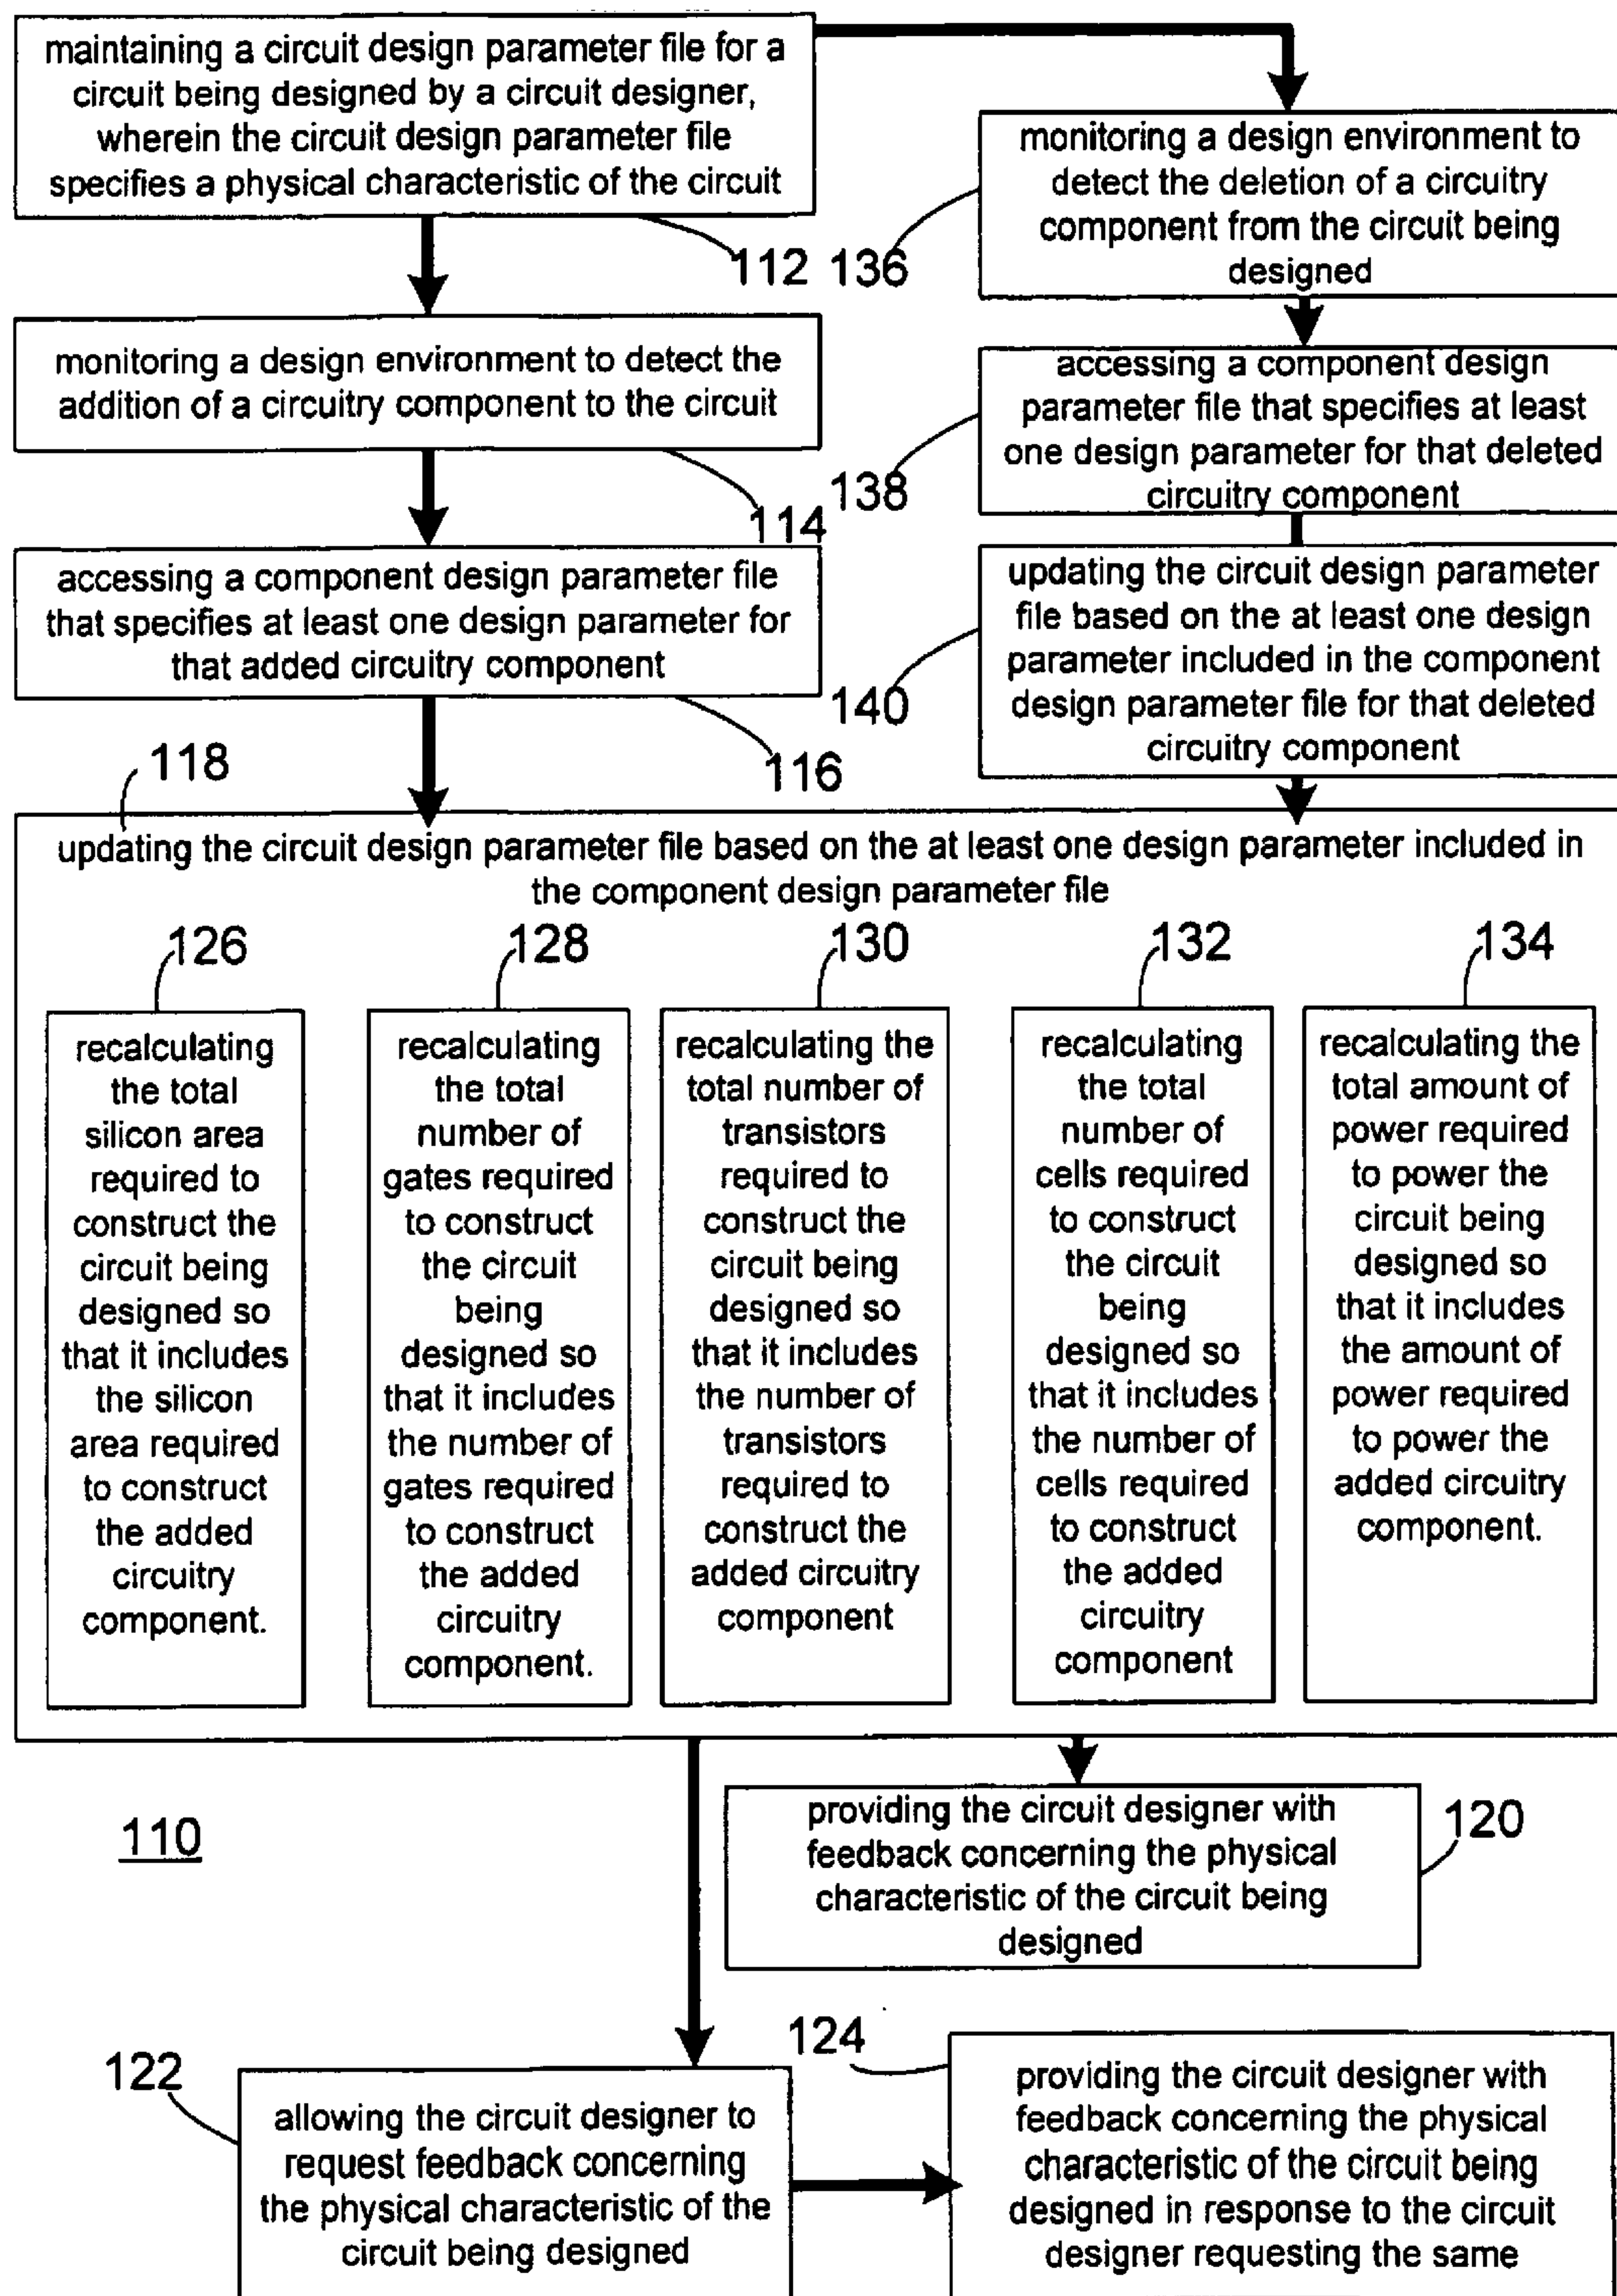 maintaining a circuit design parameter file for a
circuit being designed by a circuit designer,
wherein the circuit design parameter file
specifies a physical characteristic of the circuit
112
monitoring a design environment to detect the
addition of a circuitry component to the circuit
114
accessing a component design parameter file
that specifies at least one design parameter for
that added circuitry component
116
136
monitoring a design environment to
detect the deletion of a circuitry
component from the circuit being
designed
138
accessing a component design
parameter file that specifies at least
one design parameter for that deleted
circuitry component
140
updating the circuit design parameter
file based on the at least one design
parameter included in the component
design parameter file for that deleted
circuitry component
118
updating the circuit design parameter file based on the at least one design parameter included in
the component design parameter file
126
recalculating
the total
silicon area
required to
construct the
circuit being
designed so
that it includes
the silicon
area required
to construct
the added
circuitry
component.
128
recalculating
the total
number of
gates required
to construct
the circuit
being
designed so
that it includes
the number of
gates required
to construct
the added
circuitry
component.
130
recalculating the
total number of
transistors
required to
construct the
circuit being
designed so
that it includes
the number of
transistors
required to
construct the
added circuitry
component
132
recalculating
the total
number of
cells required
to construct
the circuit
being
designed so
that it includes
the number of
cells required
to construct
the added
circuitry
component
134
recalculating the
total amount of
power required
to power the
circuit being
designed so
that it includes
the amount of
power required
to power the
added circuitry
component.
110
providing the circuit designer with
feedback concerning the physical
characteristic of the circuit being
designed
120
122
allowing the circuit designer to
request feedback concerning
the physical characteristic of the
circuit being designed
124
providing the circuit designer with
feedback concerning the physical
characteristic of the circuit being
designed in response to the circuit
designer requesting the same